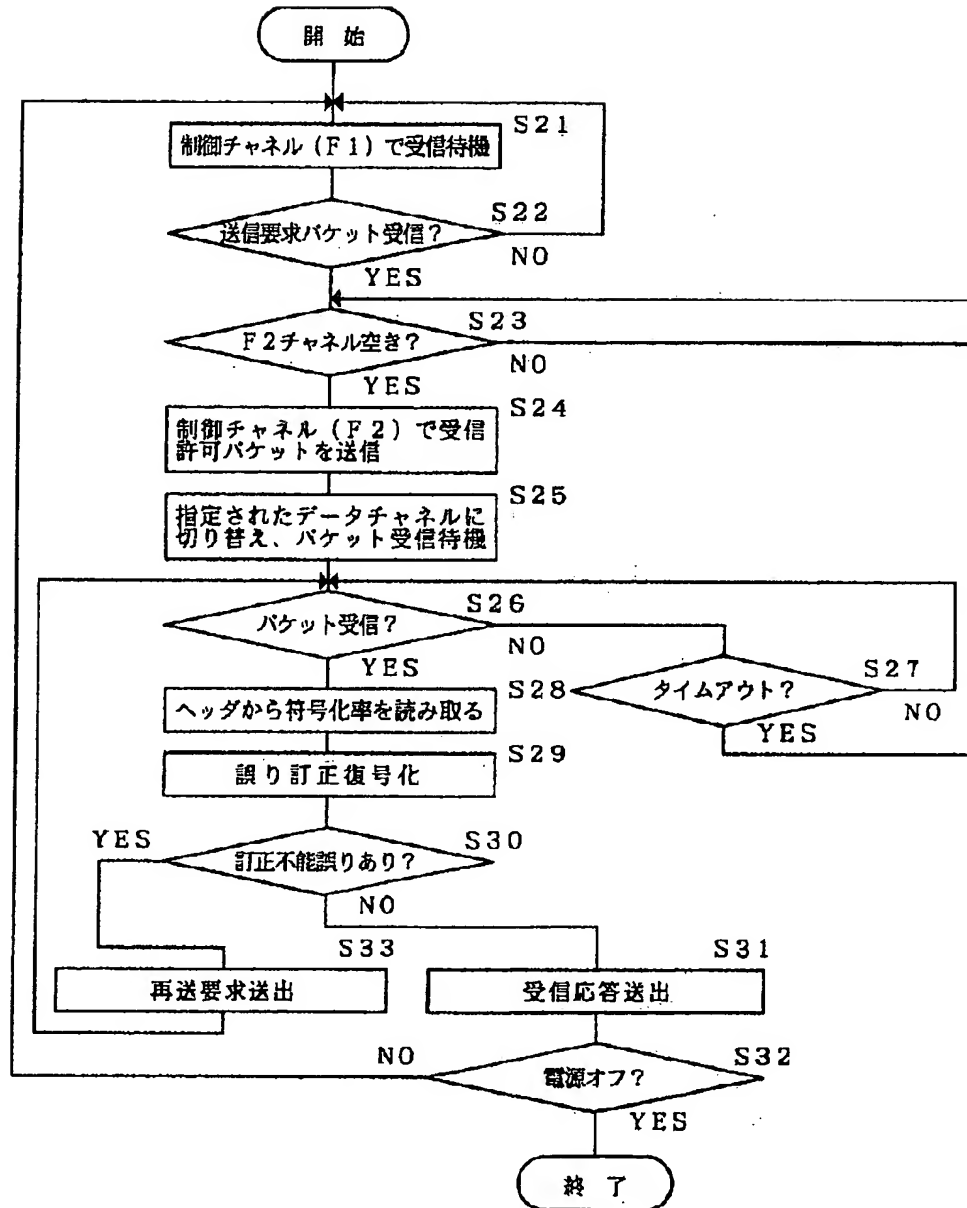 開 始
S21
制御チャネル (F1) で受信待機
S22
送信要求パケット受信?
NO
YES
S23
F2チャネル空き?
NO
YES
S24
制御チャネル (F2) で受信
許可パケットを送信
S25
指定されたデータチャネルに
切り替え、パケット受信待機
S26
パケット受信?
NO
YES
S27
タイムアウト?
NO
YES
S28
ヘッダから符号化率を読み取る
S29
誤り訂正復号化
YES
S30
訂正不能誤りあり?
NO
S33
再送要求送出
S31
受信応答送出
NO
S32
電源オフ?
YES
終 了